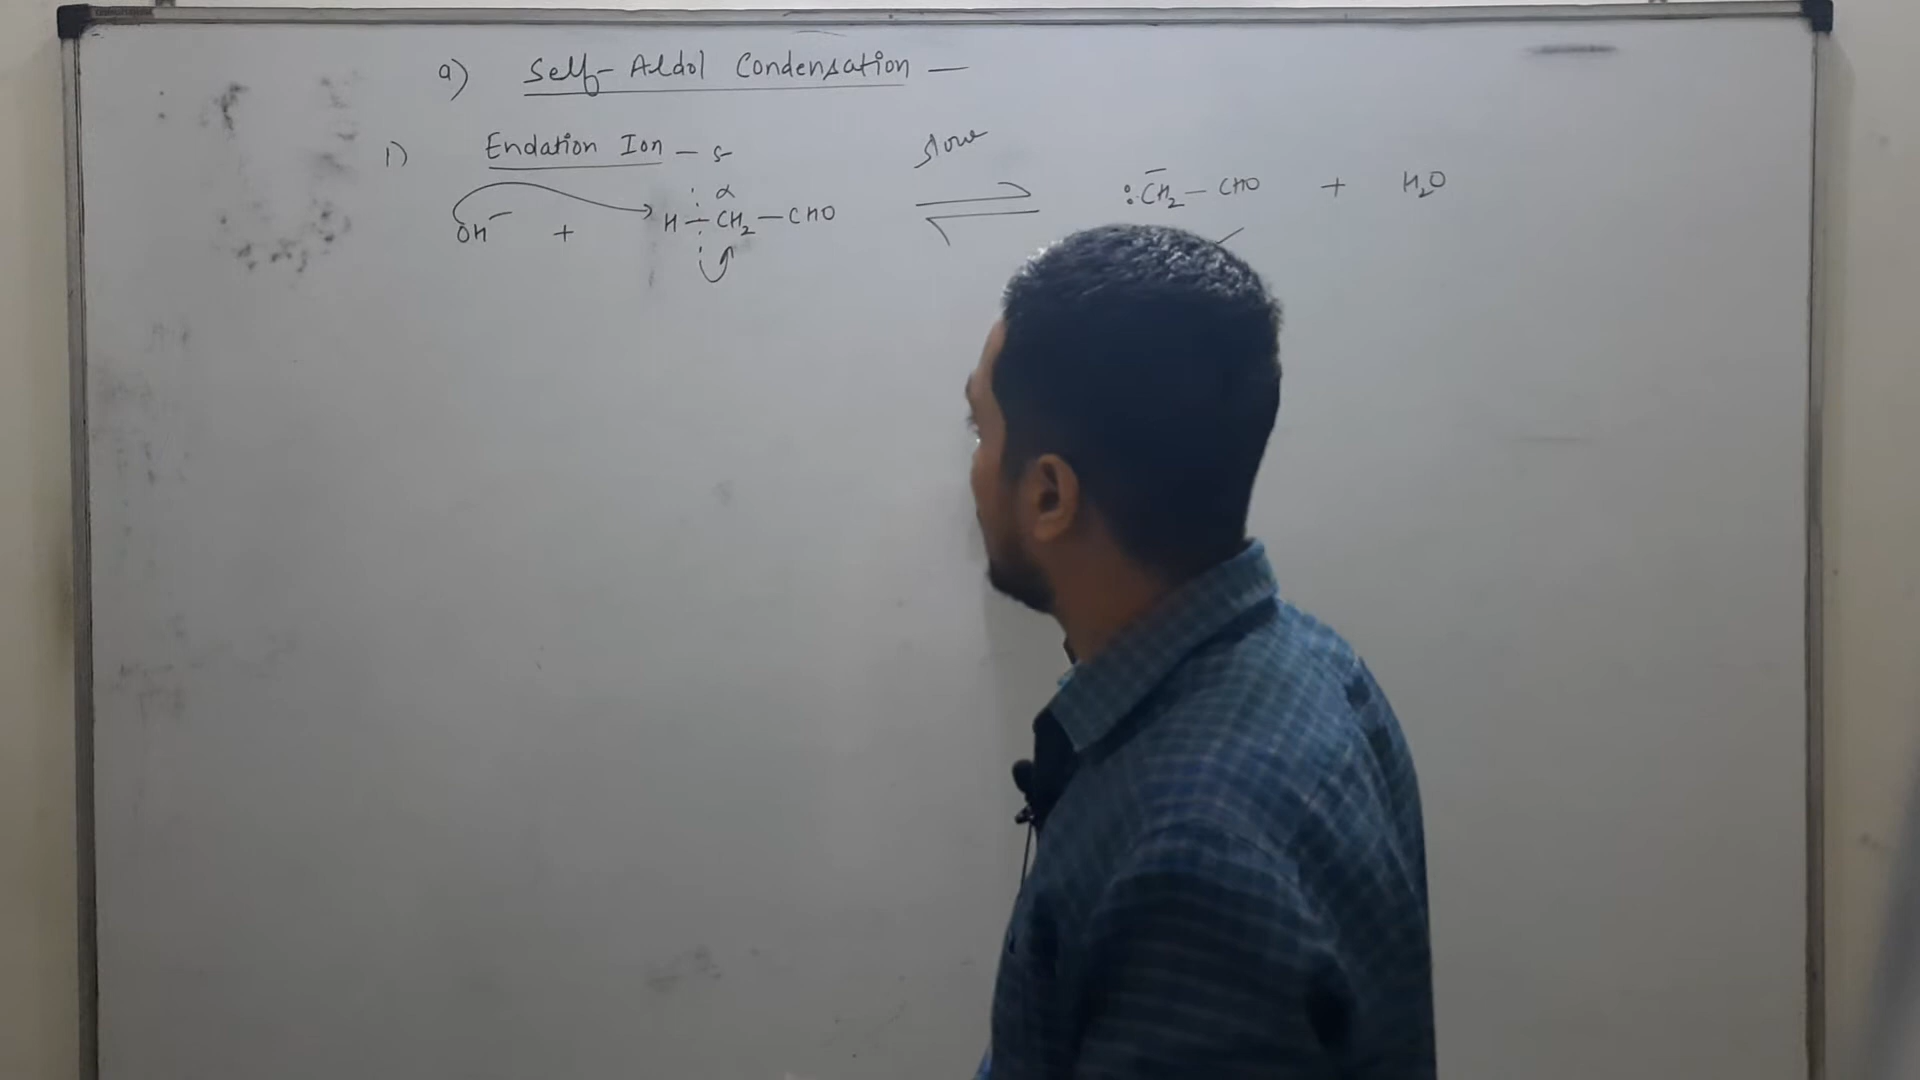 a) Self-Aldol Condensation —
1) Endation Ion — s-
slow
α
OH⁻ + H—CH₂—CHO ⇌ :C̄H₂—CHO + H₂O